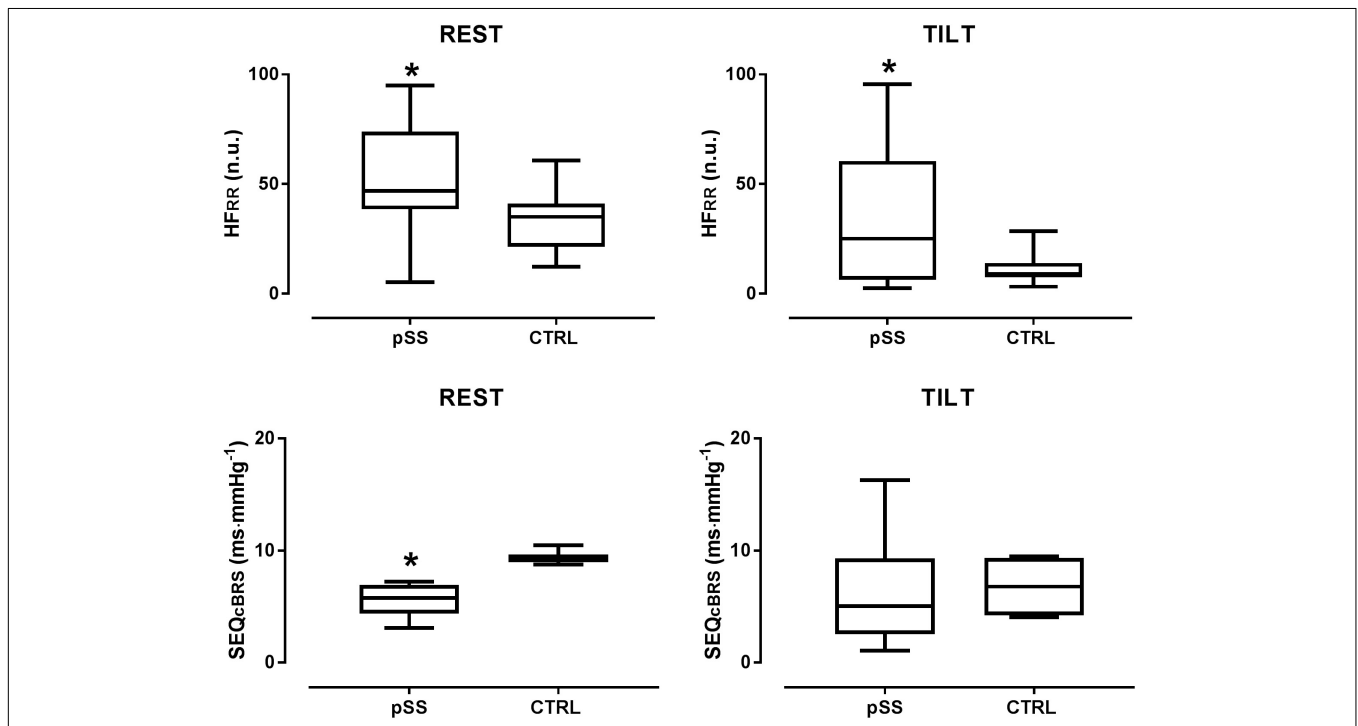 REST
*
100
50
0
HFRR (n.u.)
pSS CTRL
TILT
*
100
50
0
HFRR (n.u.)
pSS CTRL
REST
*
20
10
0
SEQcBRS (ms·mmHg⁻¹)
pSS CTRL
TILT
20
10
0
SEQcBRS (ms·mmHg⁻¹)
pSS CTRL